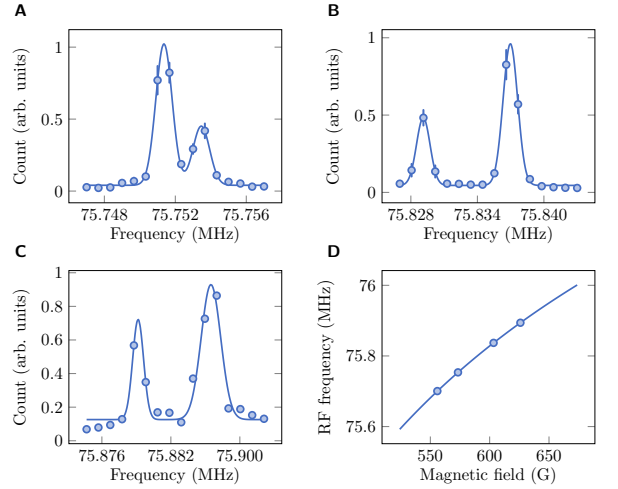 A
Count (arb. units)
1
0.5
0
75.748
75.752
75.756
Frequency (MHz)
B
Count (arb. units)
1
0.5
0
75.828
75.834
75.840
Frequency (MHz)
C
Count (arb. units)
1
0.8
0.6
0.4
0.2
0
75.876
75.882
75.900
Frequency (MHz)
D
RF frequency (MHz)
76
75.8
75.6
550
600
650
Magnetic field (G)